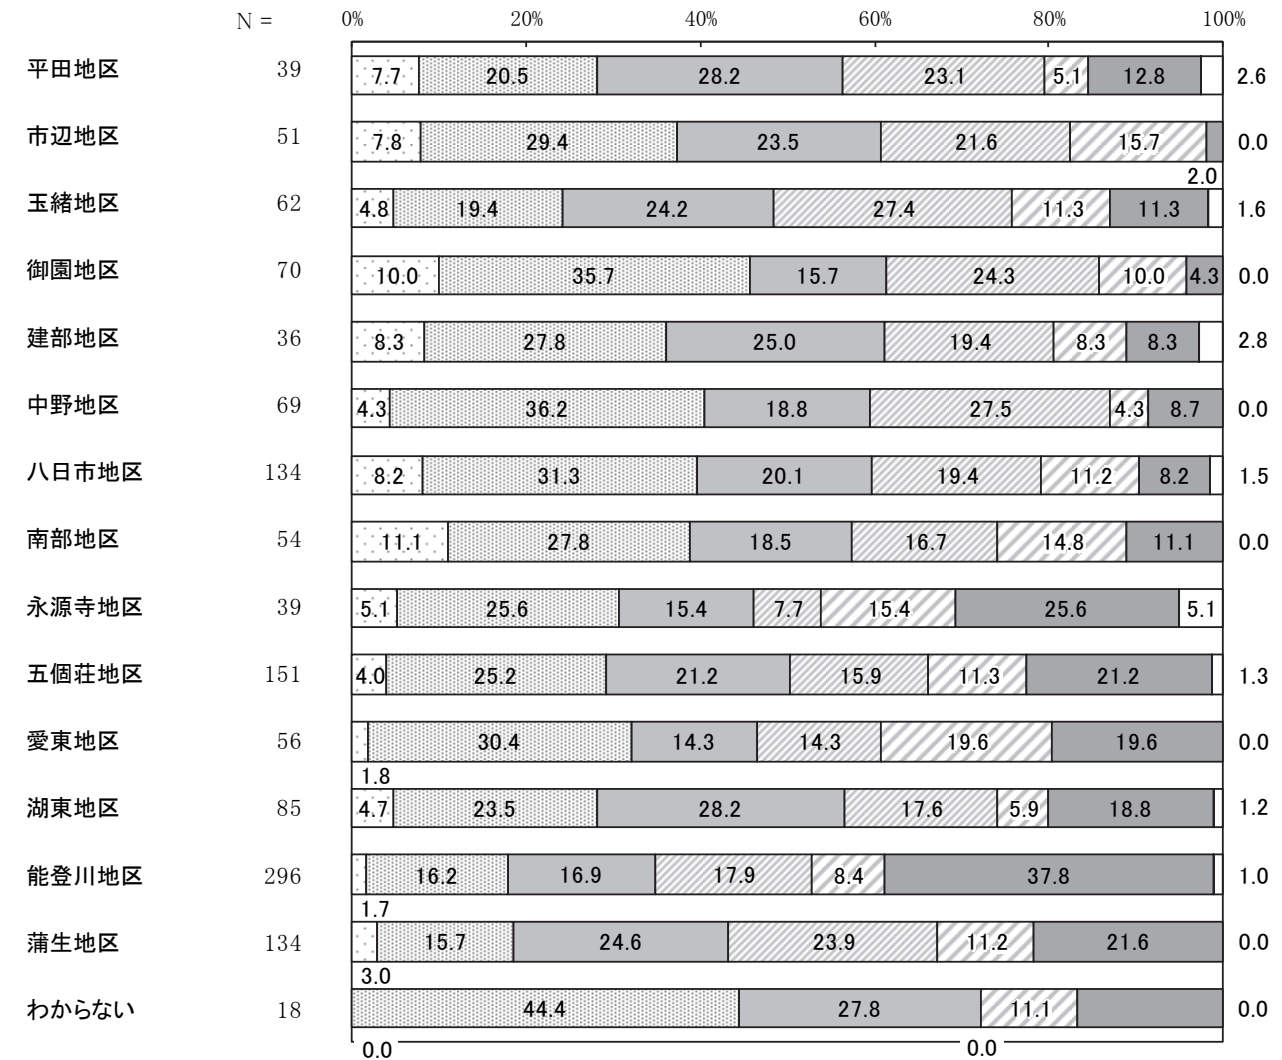 N = 0% 20% 40% 60% 80% 100%
平田地区 39 7.7 20.5 28.2 23.1 5.1 12.8 2.6
市辺地区 51 7.8 29.4 23.5 21.6 15.7 0.0
2.0
玉緒地区 62 4.8 19.4 24.2 27.4 11.3 11.3 1.6
御園地区 70 10.0 35.7 15.7 24.3 10.0 4.3 0.0
建部地区 36 8.3 27.8 25.0 19.4 8.3 8.3 2.8
中野地区 69 4.3 36.2 18.8 27.5 4.3 8.7 0.0
八日市地区 134 8.2 31.3 20.1 19.4 11.2 8.2 1.5
南部地区 54 11.1 27.8 18.5 16.7 14.8 11.1 0.0
永源寺地区 39 5.1 25.6 15.4 7.7 15.4 25.6 5.1
五個荘地区 151 4.0 25.2 21.2 15.9 11.3 21.2 1.3
愛東地区 56 30.4 14.3 14.3 19.6 19.6 0.0
1.8
湖東地区 85 4.7 23.5 28.2 17.6 5.9 18.8 1.2
能登川地区 296 16.2 16.9 17.9 8.4 37.8 1.0
1.7
蒲生地区 134 15.7 24.6 23.9 11.2 21.6 0.0
3.0
わからない 18 44.4 27.8 11.1 0.0
0.0 0.0